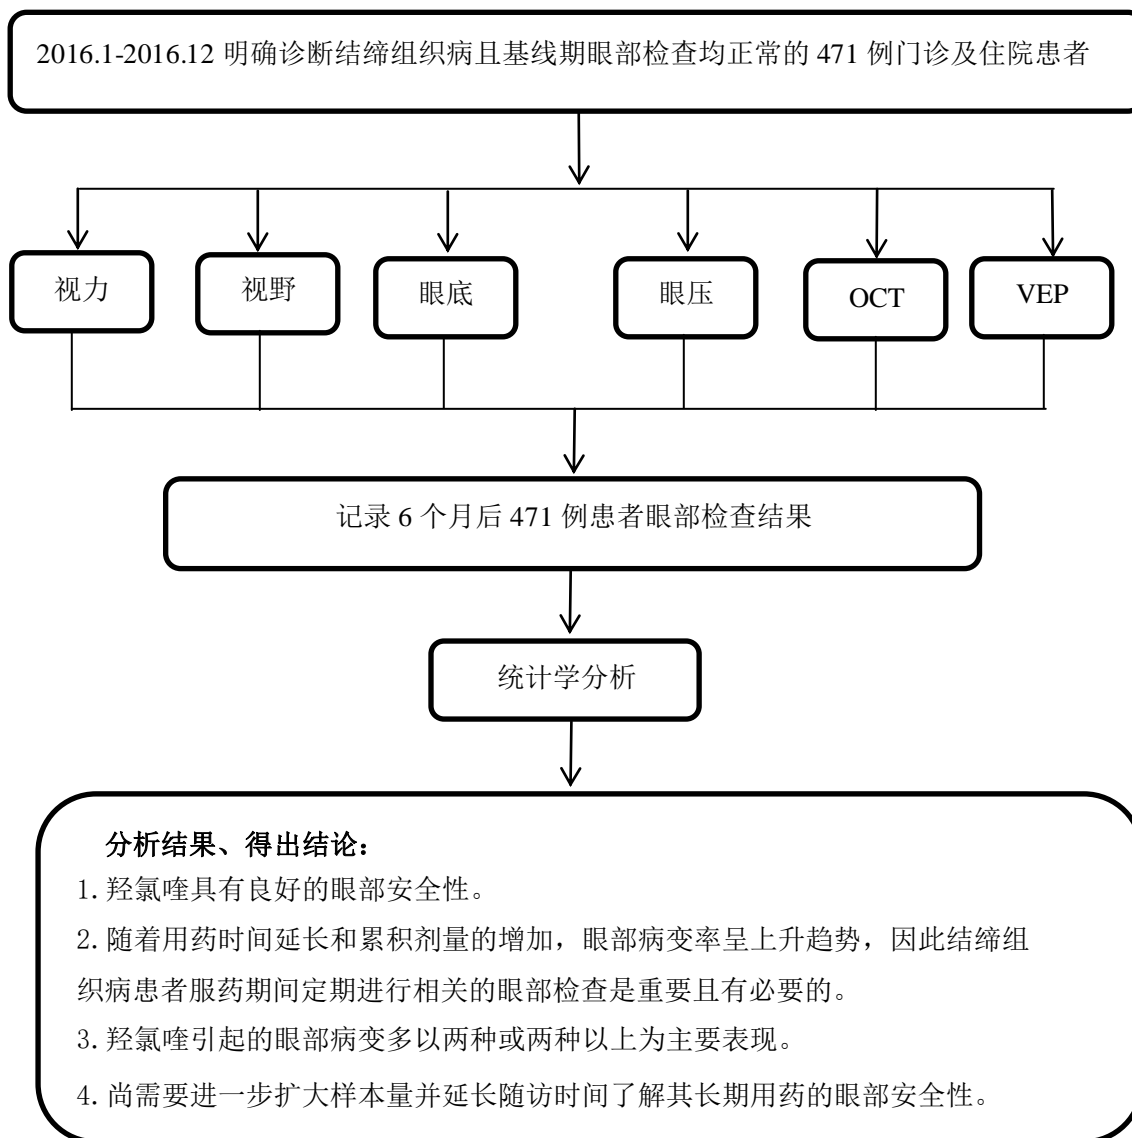 2016.1-2016.12 明确诊断结缔组织病且基线期眼部检查均正常的 471 例门诊及住院患者
视力
视野
眼底
眼压
OCT
VEP
记录 6 个月后 471 例患者眼部检查结果
统计学分析
分析结果、得出结论：
1.羟氯喹具有良好的眼部安全性。
2.随着用药时间延长和累积剂量的增加，眼部病变率呈上升趋势，因此结缔组
织病患者服药期间定期进行相关的眼部检查是重要且有必要的。
3.羟氯喹引起的眼部病变多以两种或两种以上为主要表现。
4.尚需要进一步扩大样本量并延长随访时间了解其长期用药的眼部安全性。